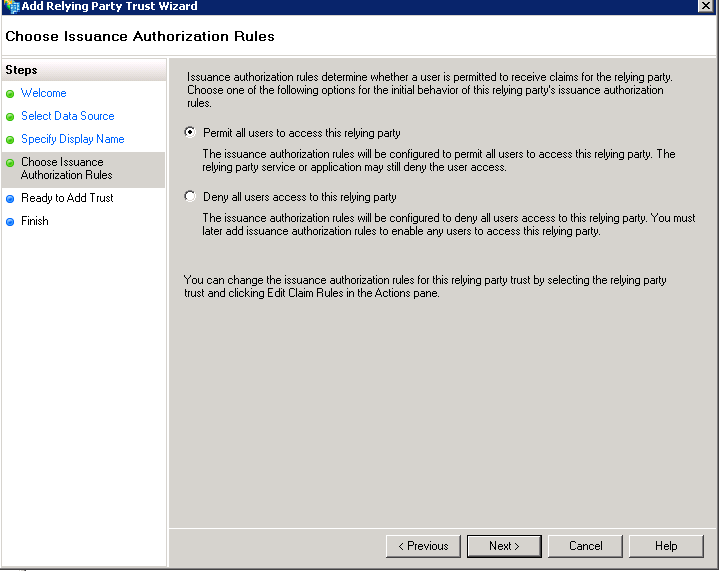 Add Relying Party Trust Wizard
Choose Issuance Authorization Rules
Steps
Welcome
Select Data Source
Specify Display Name
Choose Issuance
Authorization Rules
Ready to Add Trust
Finish
Issuance authorization rules determine whether a user is permitted to receive claims for the relying party.
Choose one of the following options for the initial behavior of this relying party's issuance authorization
rules.
Permit all users to access this relying party
The issuance authorization rules will be configured to permit all users to access this relying party. The
relying party service or application may still deny the user access.
Deny all users access to this relying party
The issuance authorization rules will be configured to deny all users access to this relying party. You must
later add issuance authorization rules to enable any users to access this relying party.
You can change the issuance authorization rules for this relying party trust by selecting the relying party
trust and clicking Edit Claim Rules in the Actions pane.
< Previous
Next >
Cancel
Help